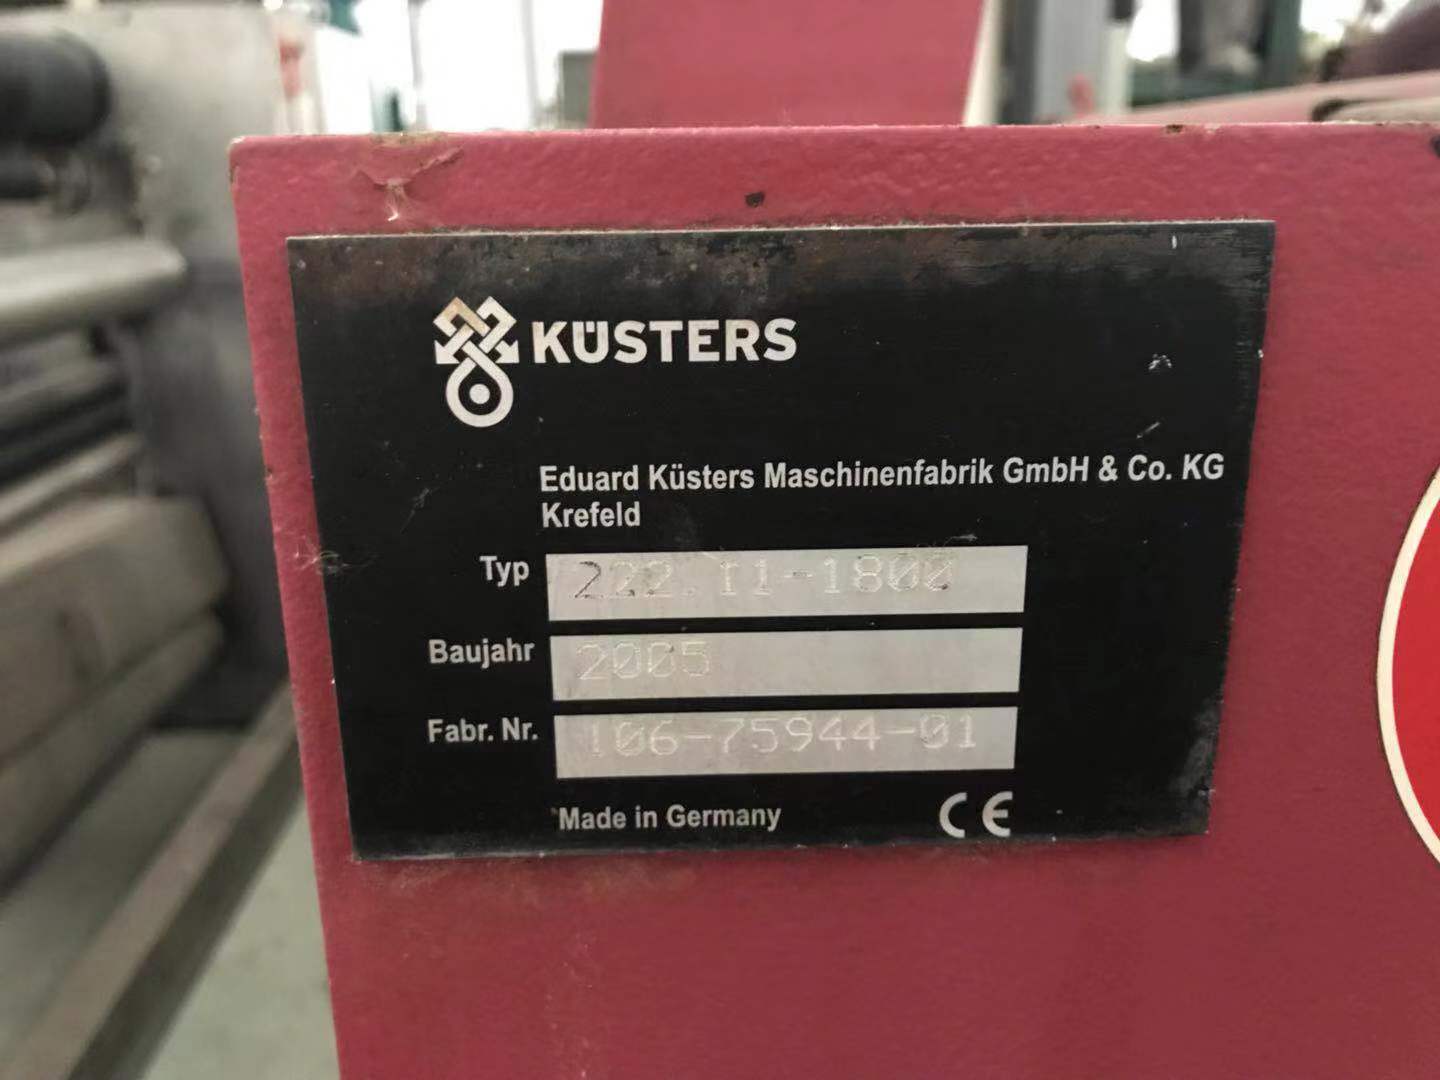 KÜSTERS
Eduard Küsters Maschinenfabrik GmbH & Co. KG
Krefeld
Typ 222.11-1800
Baujahr 2005
Fabr. Nr. 106-75944-01
Made in Germany CE